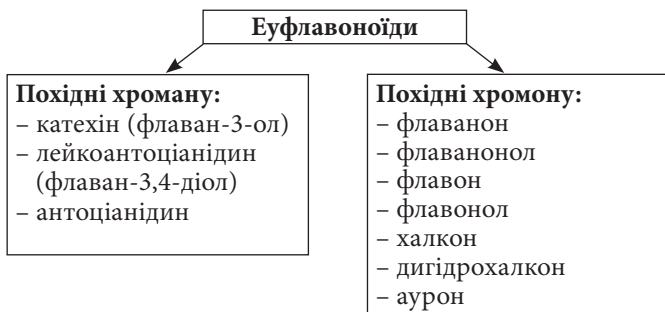 Еуфлавоноїди
Похідні хроману:
– катехін (флаван-3-ол)
– лейкоантоціанідин
(флаван-3,4-діол)
– антоціанідин
Похідні хромону:
– флаванон
– флаванонол
– флавон
– флавонол
– халкон
– дигідрохалкон
– аурон